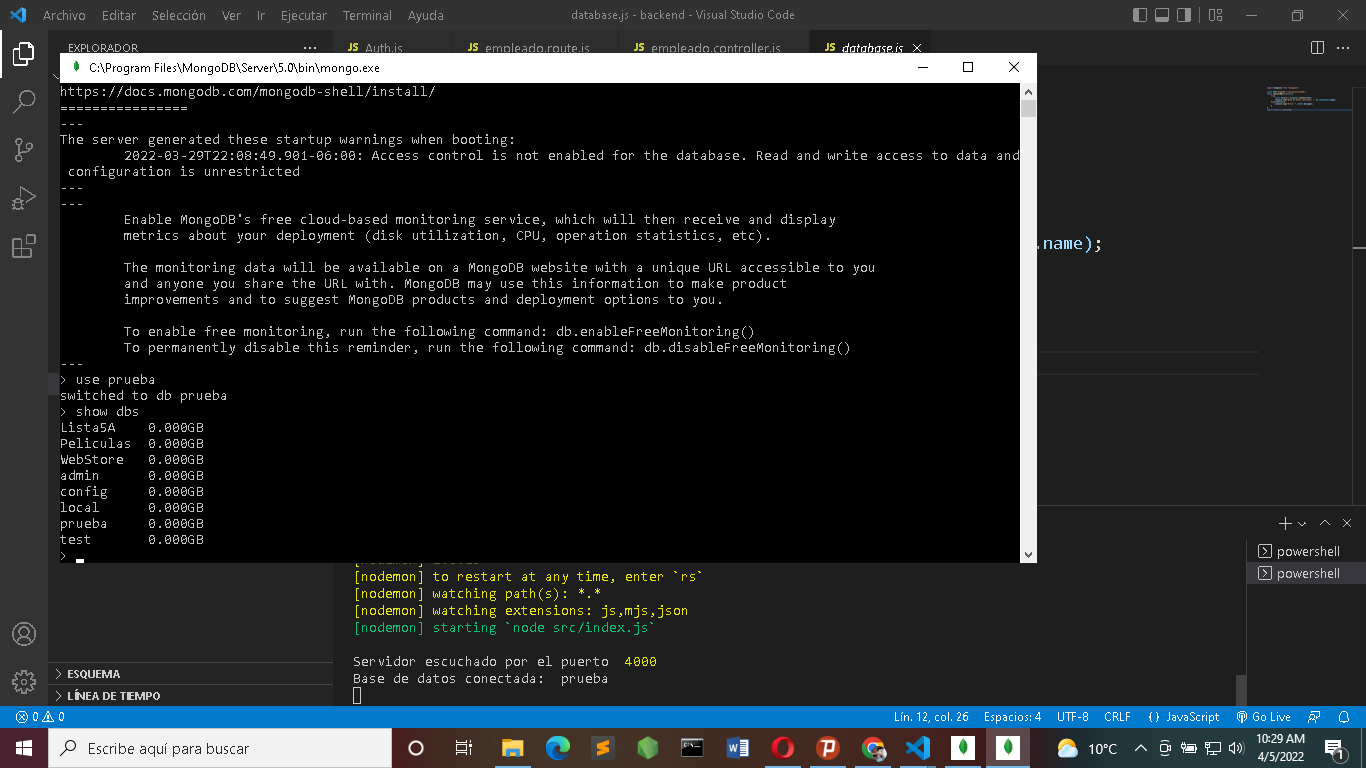 Archivo Editar Selección Ver Ir Ejecutar Terminal Ayuda database.js - backend - Visual Studio Code
EXPLORADOR ··· JS Auth.js JS empleado.route.js JS empleado.controller.js JS database.js
C:\Program Files\MongoDB\Server\5.0\bin\mongo.exe
https://docs.mongodb.com/mongodb-shell/install/
================
---
The server generated these startup warnings when booting:
2022-03-29T22:08:49.901-06:00: Access control is not enabled for the database. Read and write access to data and
configuration is unrestricted
---
---
Enable MongoDB's free cloud-based monitoring service, which will then receive and display
metrics about your deployment (disk utilization, CPU, operation statistics, etc).
The monitoring data will be available on a MongoDB website with a unique URL accessible to you
and anyone you share the URL with. MongoDB may use this information to make product
improvements and to suggest MongoDB products and deployment options to you.
To enable free monitoring, run the following command: db.enableFreeMonitoring()
To permanently disable this reminder, run the following command: db.disableFreeMonitoring()
---
> use prueba
switched to db prueba
> show dbs
Lista5A 0.000GB
Peliculas 0.000GB
WebStore 0.000GB
admin 0.000GB
config 0.000GB
local 0.000GB
prueba 0.000GB
test 0.000GB
>
.name);
powershell
powershell
[nodemon] to restart at any time, enter `rs`
[nodemon] watching path(s): *.*
[nodemon] watching extensions: js,mjs,json
[nodemon] starting `node src/index.js`
Servidor escuchado por el puerto 4000
Base de datos conectada: prueba
ESQUEMA
LÍNEA DE TIEMPO
0 0 Lín. 12, col. 26 Espacios: 4 UTF-8 CRLF {} JavaScript Go Live
Escribe aquí para buscar
10°C
10:29 AM
4/5/2022
1